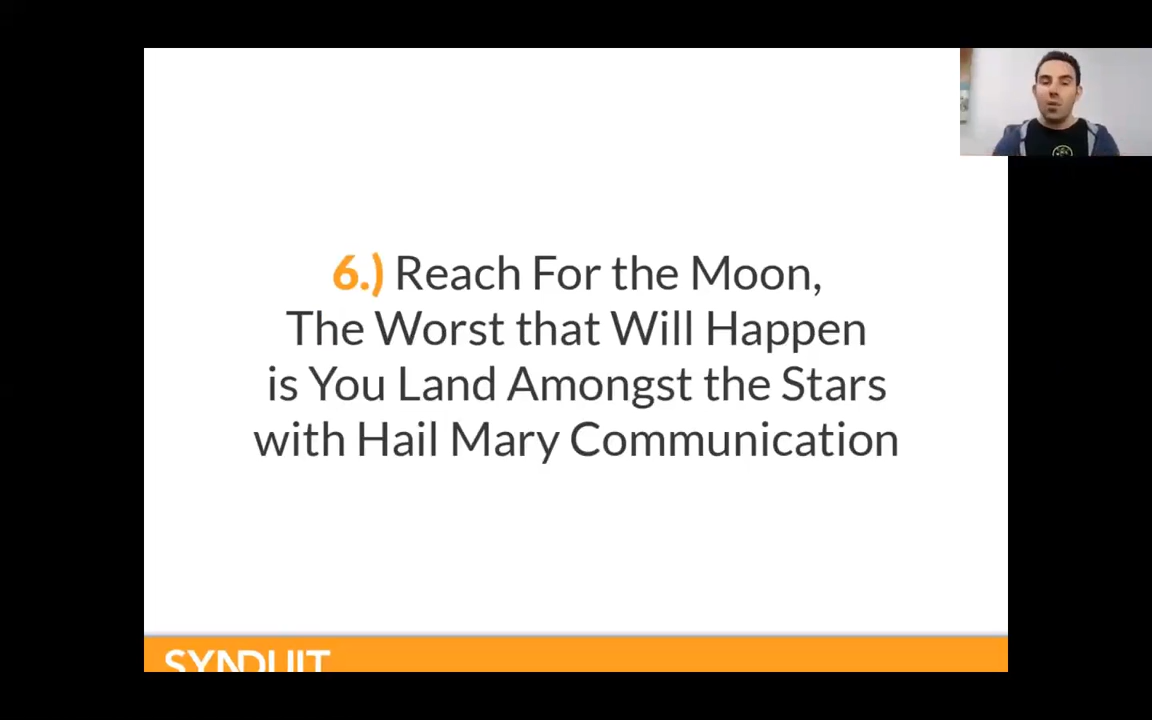 6.) Reach For the Moon,
The Worst that Will Happen
is You Land Amongst the Stars
with Hail Mary Communication
SYNDUIT